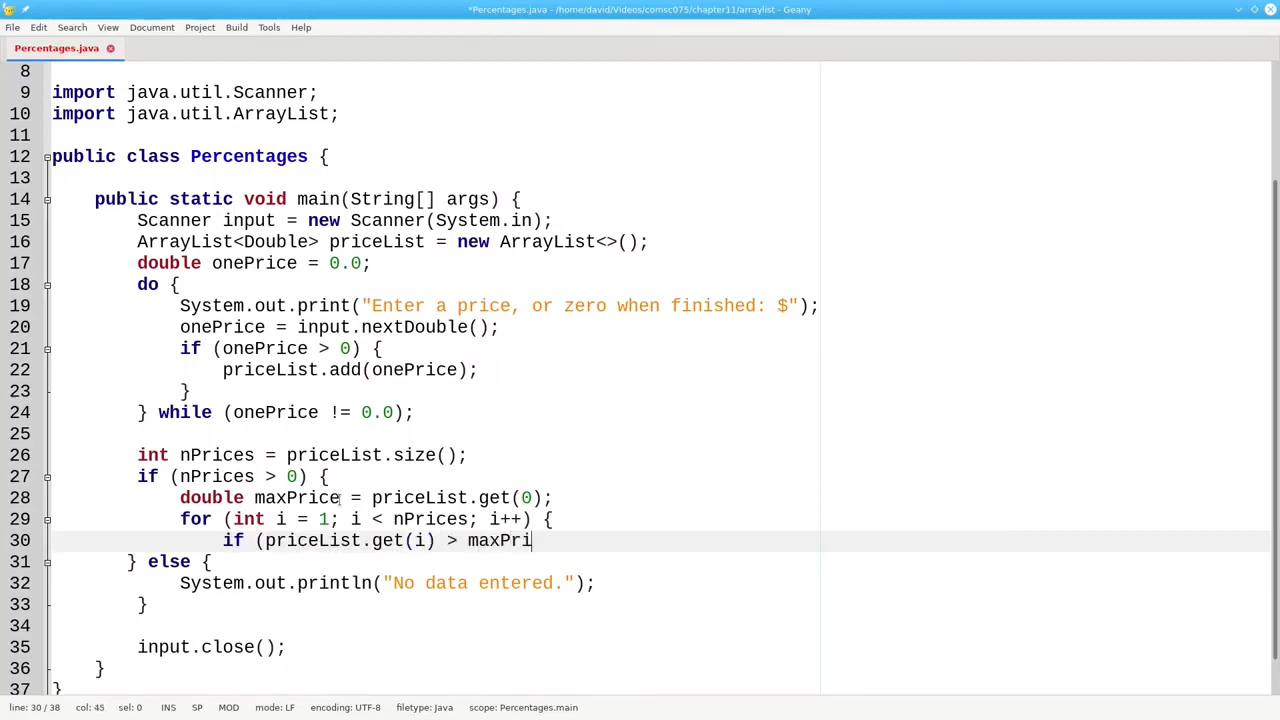 *Percentages.java - /home/david/Videos/comsc075/chapter11/arraylist - Geany
File Edit Search View Document Project Build Tools Help
Percentages.java
8
9 import java.util.Scanner;
10 import java.util.ArrayList;
11
12 public class Percentages {
13
14     public static void main(String[] args) {
15         Scanner input = new Scanner(System.in);
16         ArrayList<Double> priceList = new ArrayList<>();
17         double onePrice = 0.0;
18         do {
19             System.out.print("Enter a price, or zero when finished: $");
20             onePrice = input.nextDouble();
21             if (onePrice > 0) {
22                 priceList.add(onePrice);
23             }
24         } while (onePrice != 0.0);
25
26         int nPrices = priceList.size();
27         if (nPrices > 0) {
28             double maxPrice = priceList.get(0);
29             for (int i = 1; i < nPrices; i++) {
30                 if (priceList.get(i) > maxPri
31        } else {
32             System.out.println("No data entered.");
33         }
34
35         input.close();
36     }
37 }
line: 30 / 38 col: 45 sel: 0 INS SP MOD mode: LF encoding: UTF-8 filetype: Java scope: Percentages.main